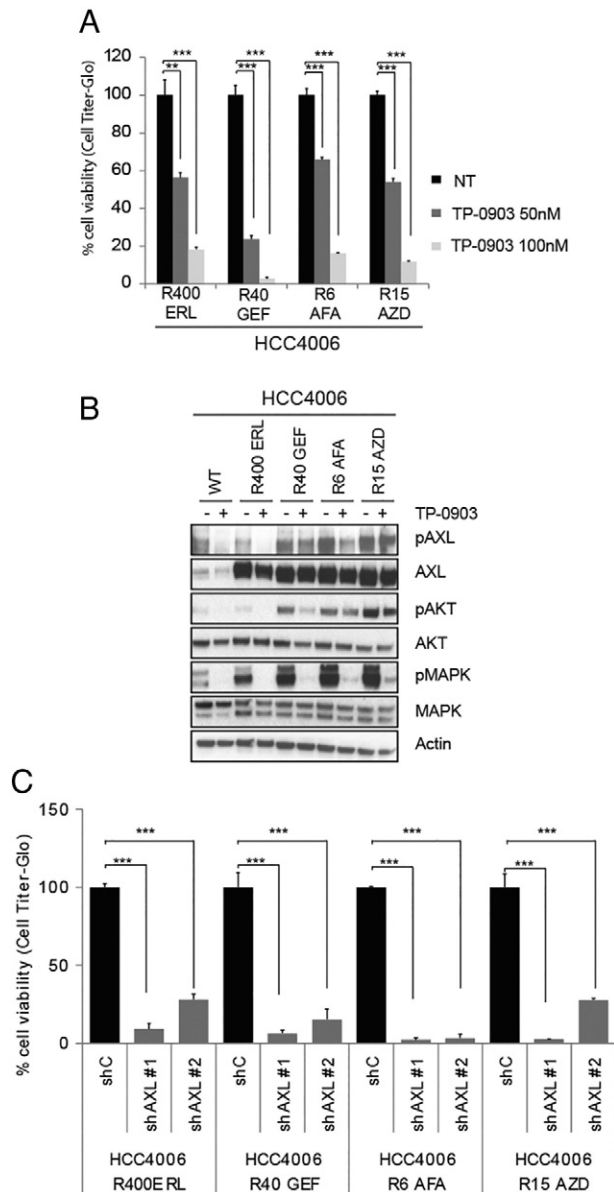 A
% cell viability (Cell Titer-Glo)
120
100
80
60
40
20
0
*** *** *** ***
** *** *** ***
NT
TP-0903 50nM
TP-0903 100nM
R400 R40 R6 R15
ERL GEF AFA AZD
HCC4006
B
HCC4006
WT
R400 ERL
R40 GEF
R6 AFA
R15 AZD
- + - + - + - + - + TP-0903
pAXL
AXL
pAKT
AKT
pMAPK
MAPK
Actin
C
% cell viability (Cell Titer-Glo)
150
100
50
0
*** *** *** ***
*** *** *** ***
shC
shAXL #1
shAXL #2
shC
shAXL #1
shAXL #2
shC
shAXL #1
shAXL #2
shC
shAXL #1
shAXL #2
HCC4006 HCC4006 HCC4006 HCC4006
R400ERL R40 GEF R6 AFA R15 AZD